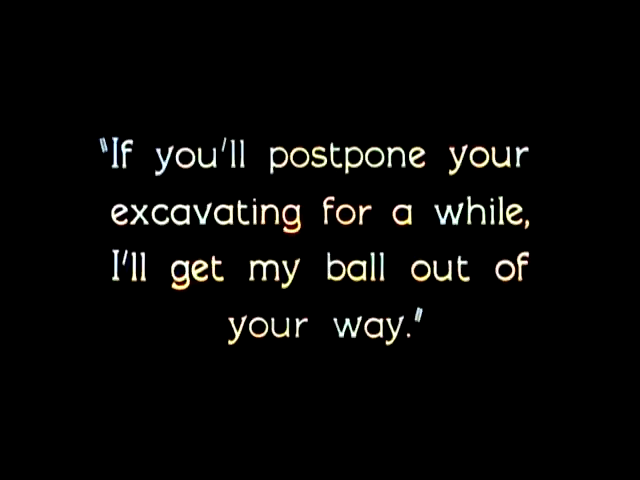 "If you'll postpone your
excavating for a while,
I'll get my ball out of
your way."